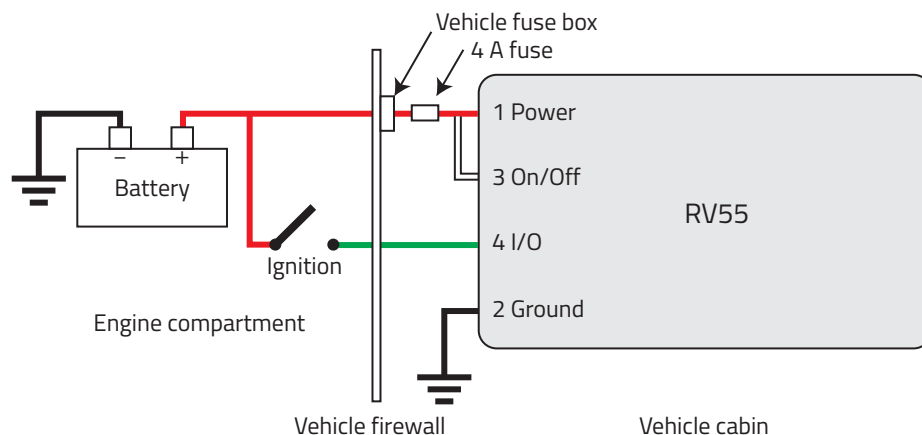 Vehicle fuse box
4 A fuse
1 Power
− +
Battery
3 On/Off
RV55
4 I/O
Ignition
2 Ground
Engine compartment
Vehicle firewall
Vehicle cabin